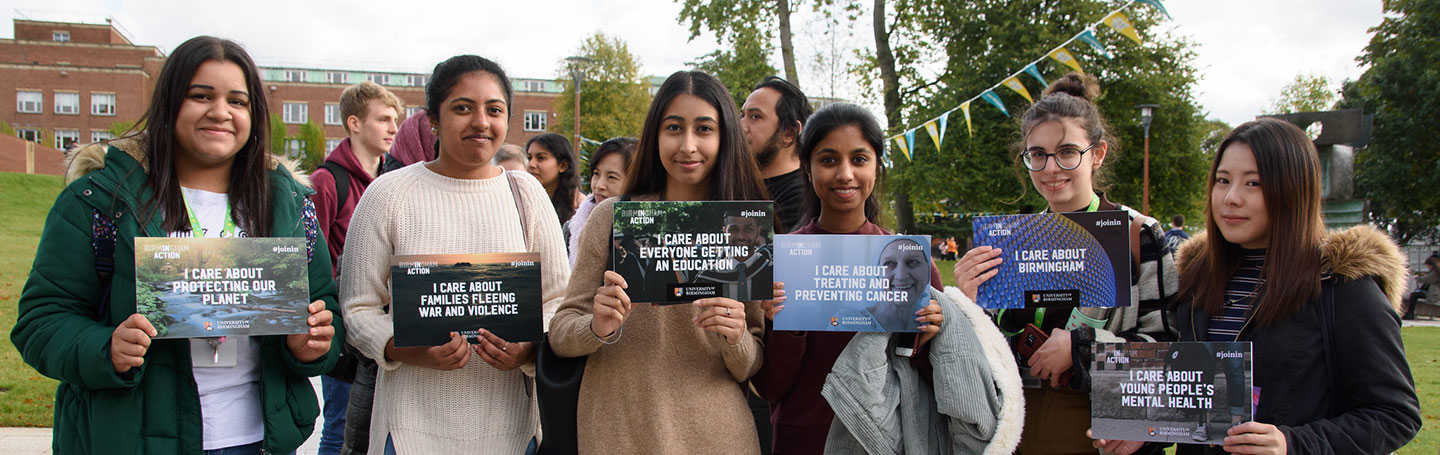 BIRMINGHAM
IN ACTION
#joinin
I CARE ABOUT
PROTECTING OUR
PLANET
UNIVERSITY OF
BIRMINGHAM
BIRMINGHAM
IN ACTION
#joinin
I CARE ABOUT
FAMILIES FLEEING
WAR AND VIOLENCE
UNIVERSITY OF
BIRMINGHAM
BIRMINGHAM
IN ACTION
#joinin
I CARE ABOUT
EVERYONE GETTING
AN EDUCATION
UNIVERSITY OF
BIRMINGHAM
BIRMINGHAM
IN ACTION
#joinin
I CARE ABOUT
TREATING AND
PREVENTING CANCER
UNIVERSITY OF
BIRMINGHAM
BIRMINGHAM
IN ACTION
#joinin
I CARE ABOUT
BIRMINGHAM
UNIVERSITY OF
BIRMINGHAM
IN ACTION
#joinin
I CARE ABOUT
YOUNG PEOPLE'S
MENTAL HEALTH
UNIVERSITY OF
BIRMINGHAM